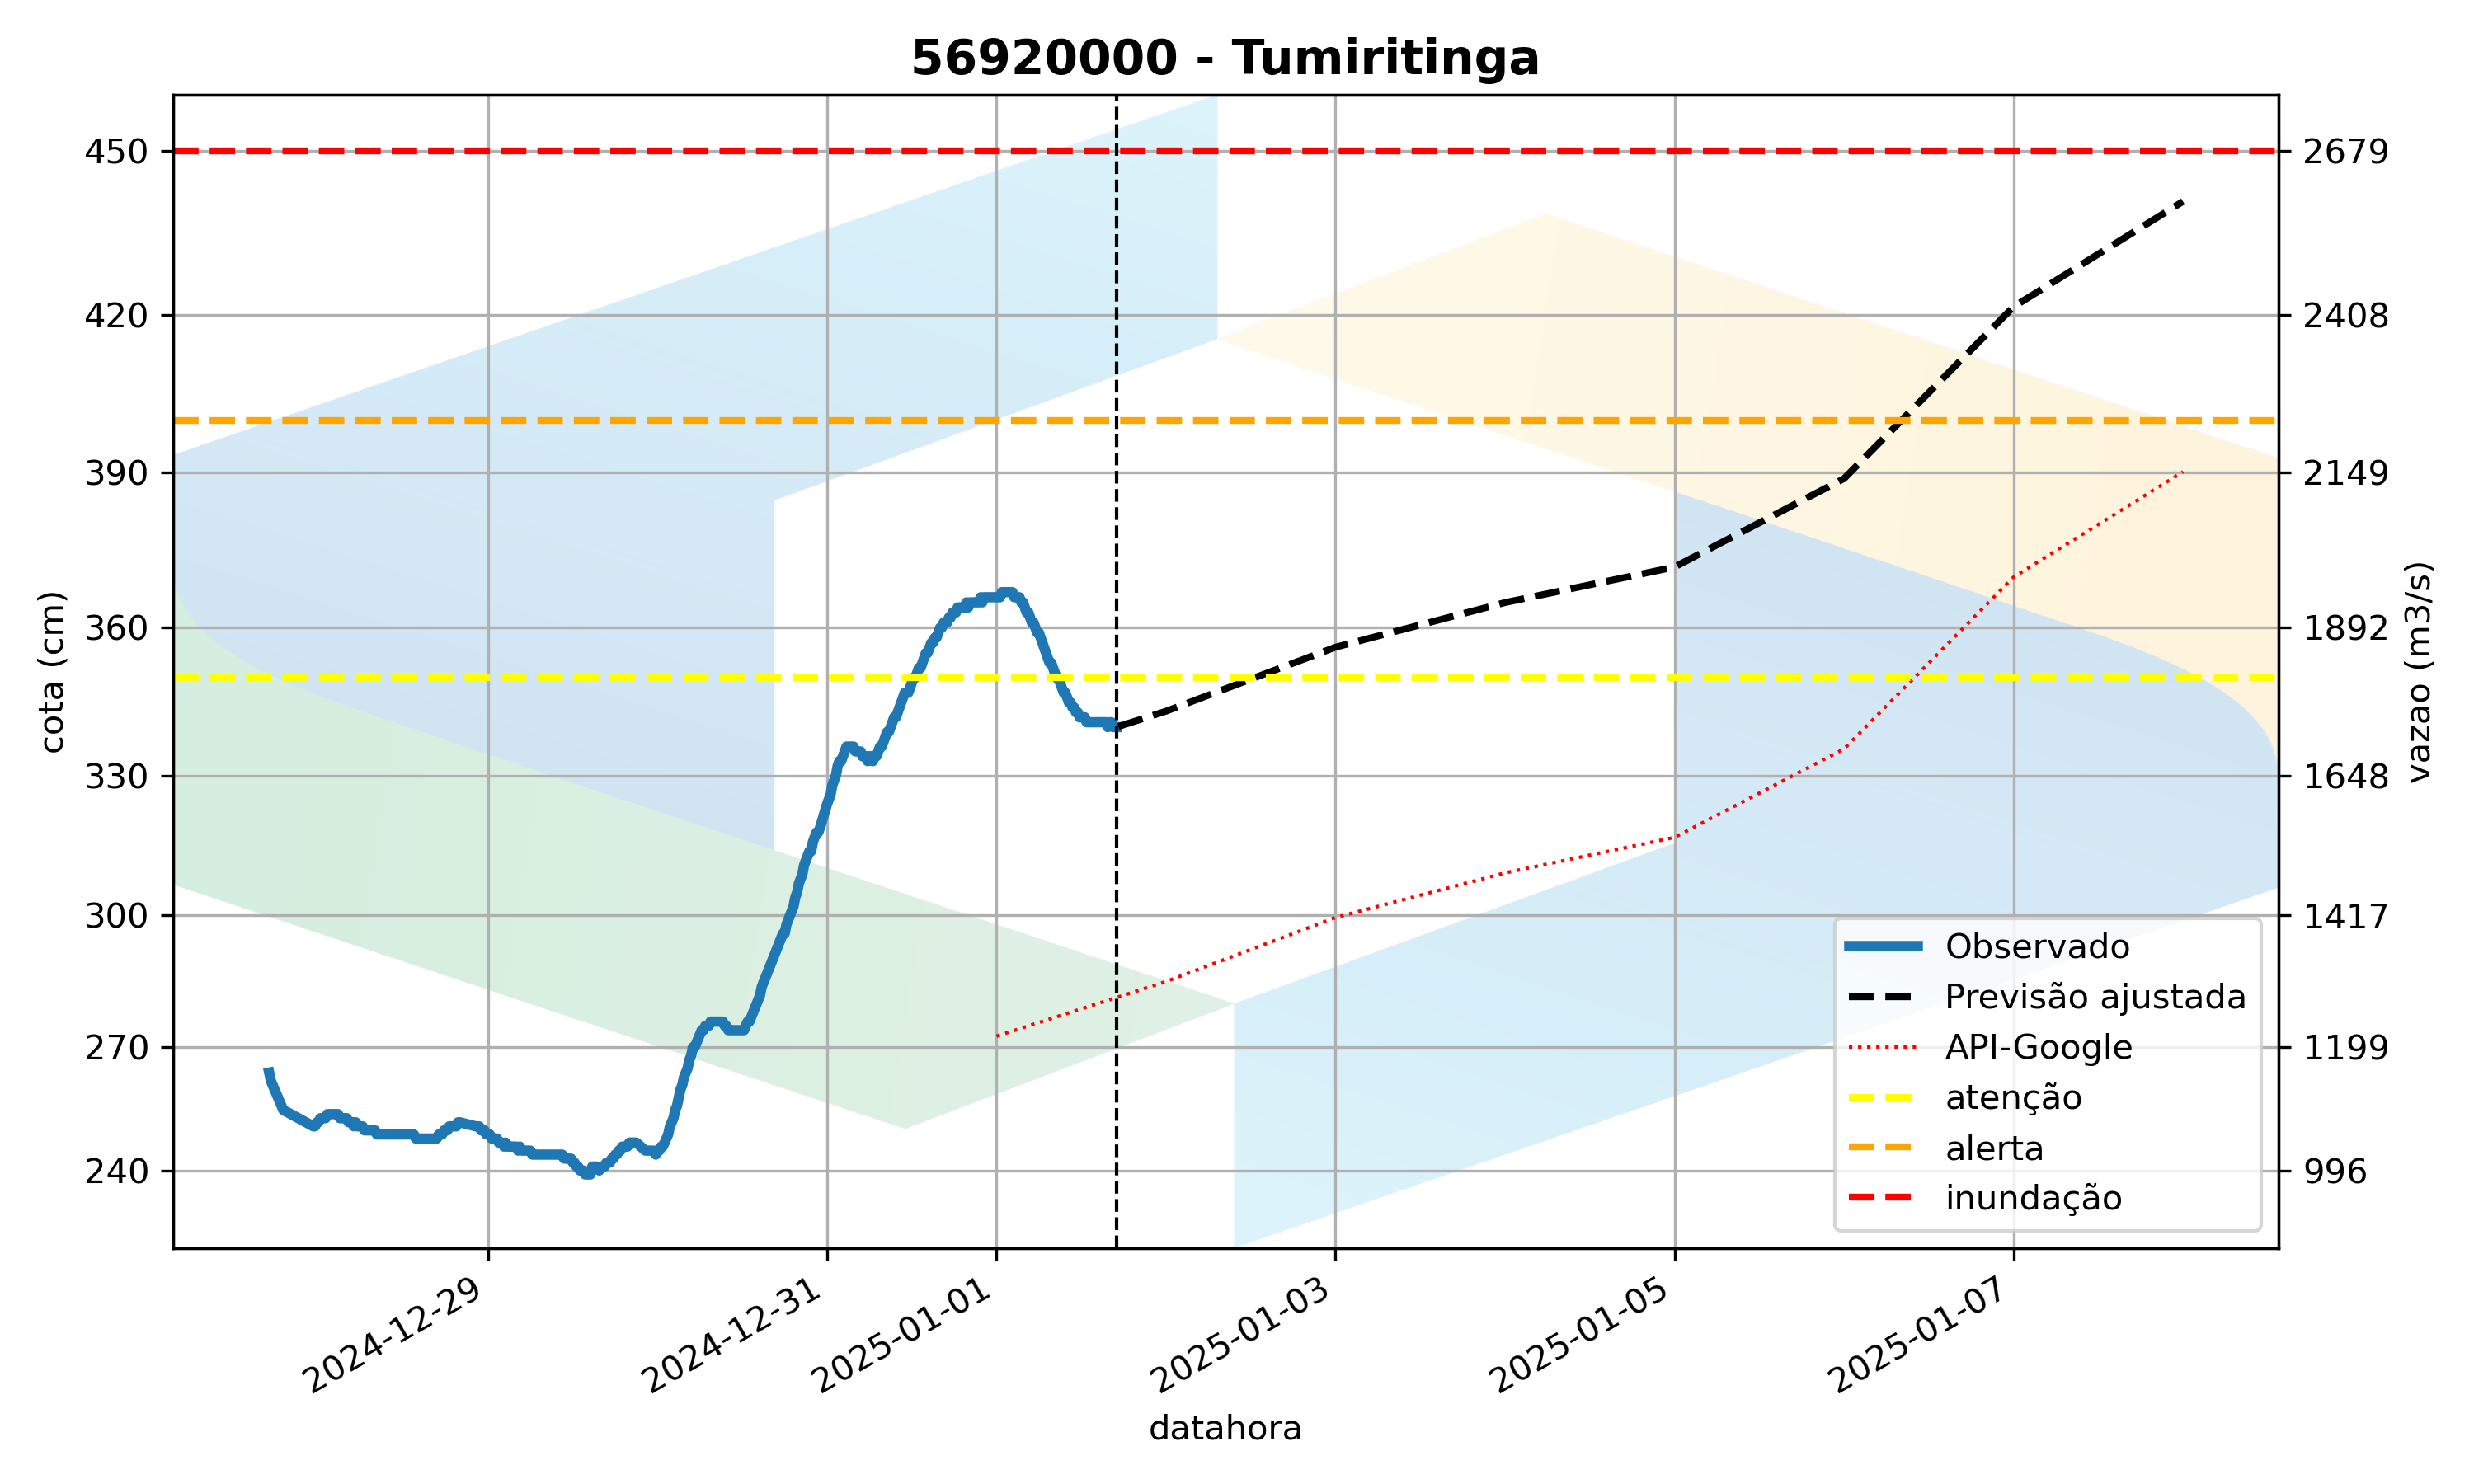 56920000 - Tumiritinga
450
420
390
360
330
300
270
240
cota (cm)
2679
2408
2149
1892
1648
1417
1199
996
vazao (m3/s)
Observado
Previsão ajustada
API-Google
atenção
alerta
inundação
2024-12-29
2024-12-31
2025-01-01
2025-01-03
2025-01-05
2025-01-07
datahora